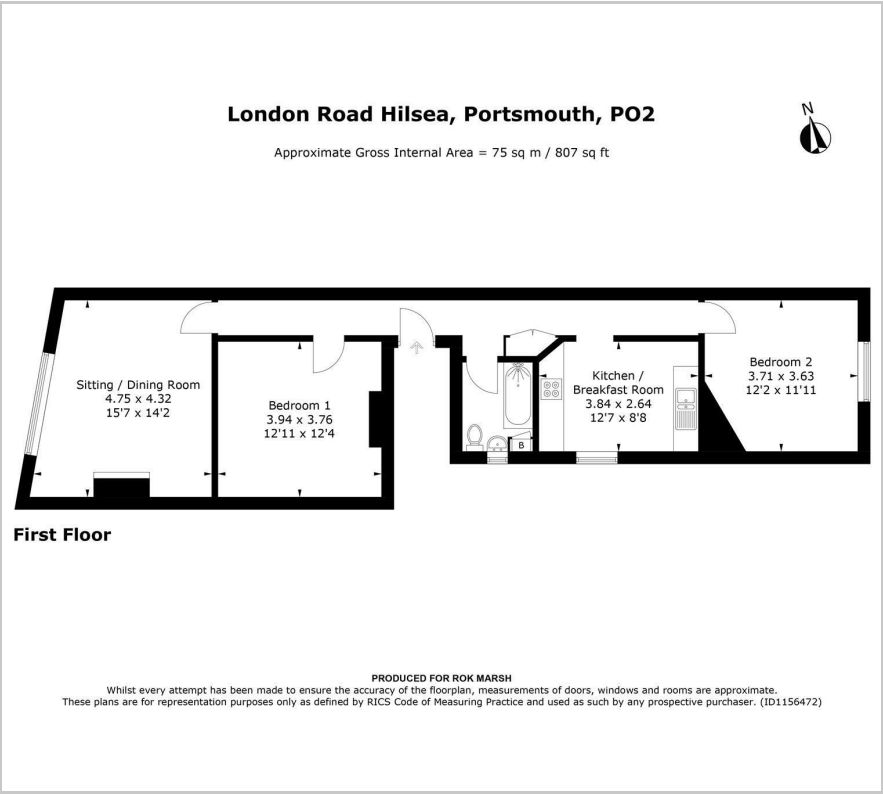 London Road Hilsea, Portsmouth, PO2
Approximate Gross Internal Area = 75 sq m / 807 sq ft
N
Sitting / Dining Room
4.75 x 4.32
15'7 x 14'2
Bedroom 1
3.94 x 3.76
12'11 x 12'4
B
Kitchen /
Breakfast Room
3.84 x 2.64
12'7 x 8'8
Bedroom 2
3.71 x 3.63
12'2 x 11'11
First Floor
PRODUCED FOR ROK MARSH
Whilst every attempt has been made to ensure the accuracy of the floorplan, measurements of doors, windows and rooms are approximate.
These plans are for representation purposes only as defined by RICS Code of Measuring Practice and used as such by any prospective purchaser. (ID1156472)